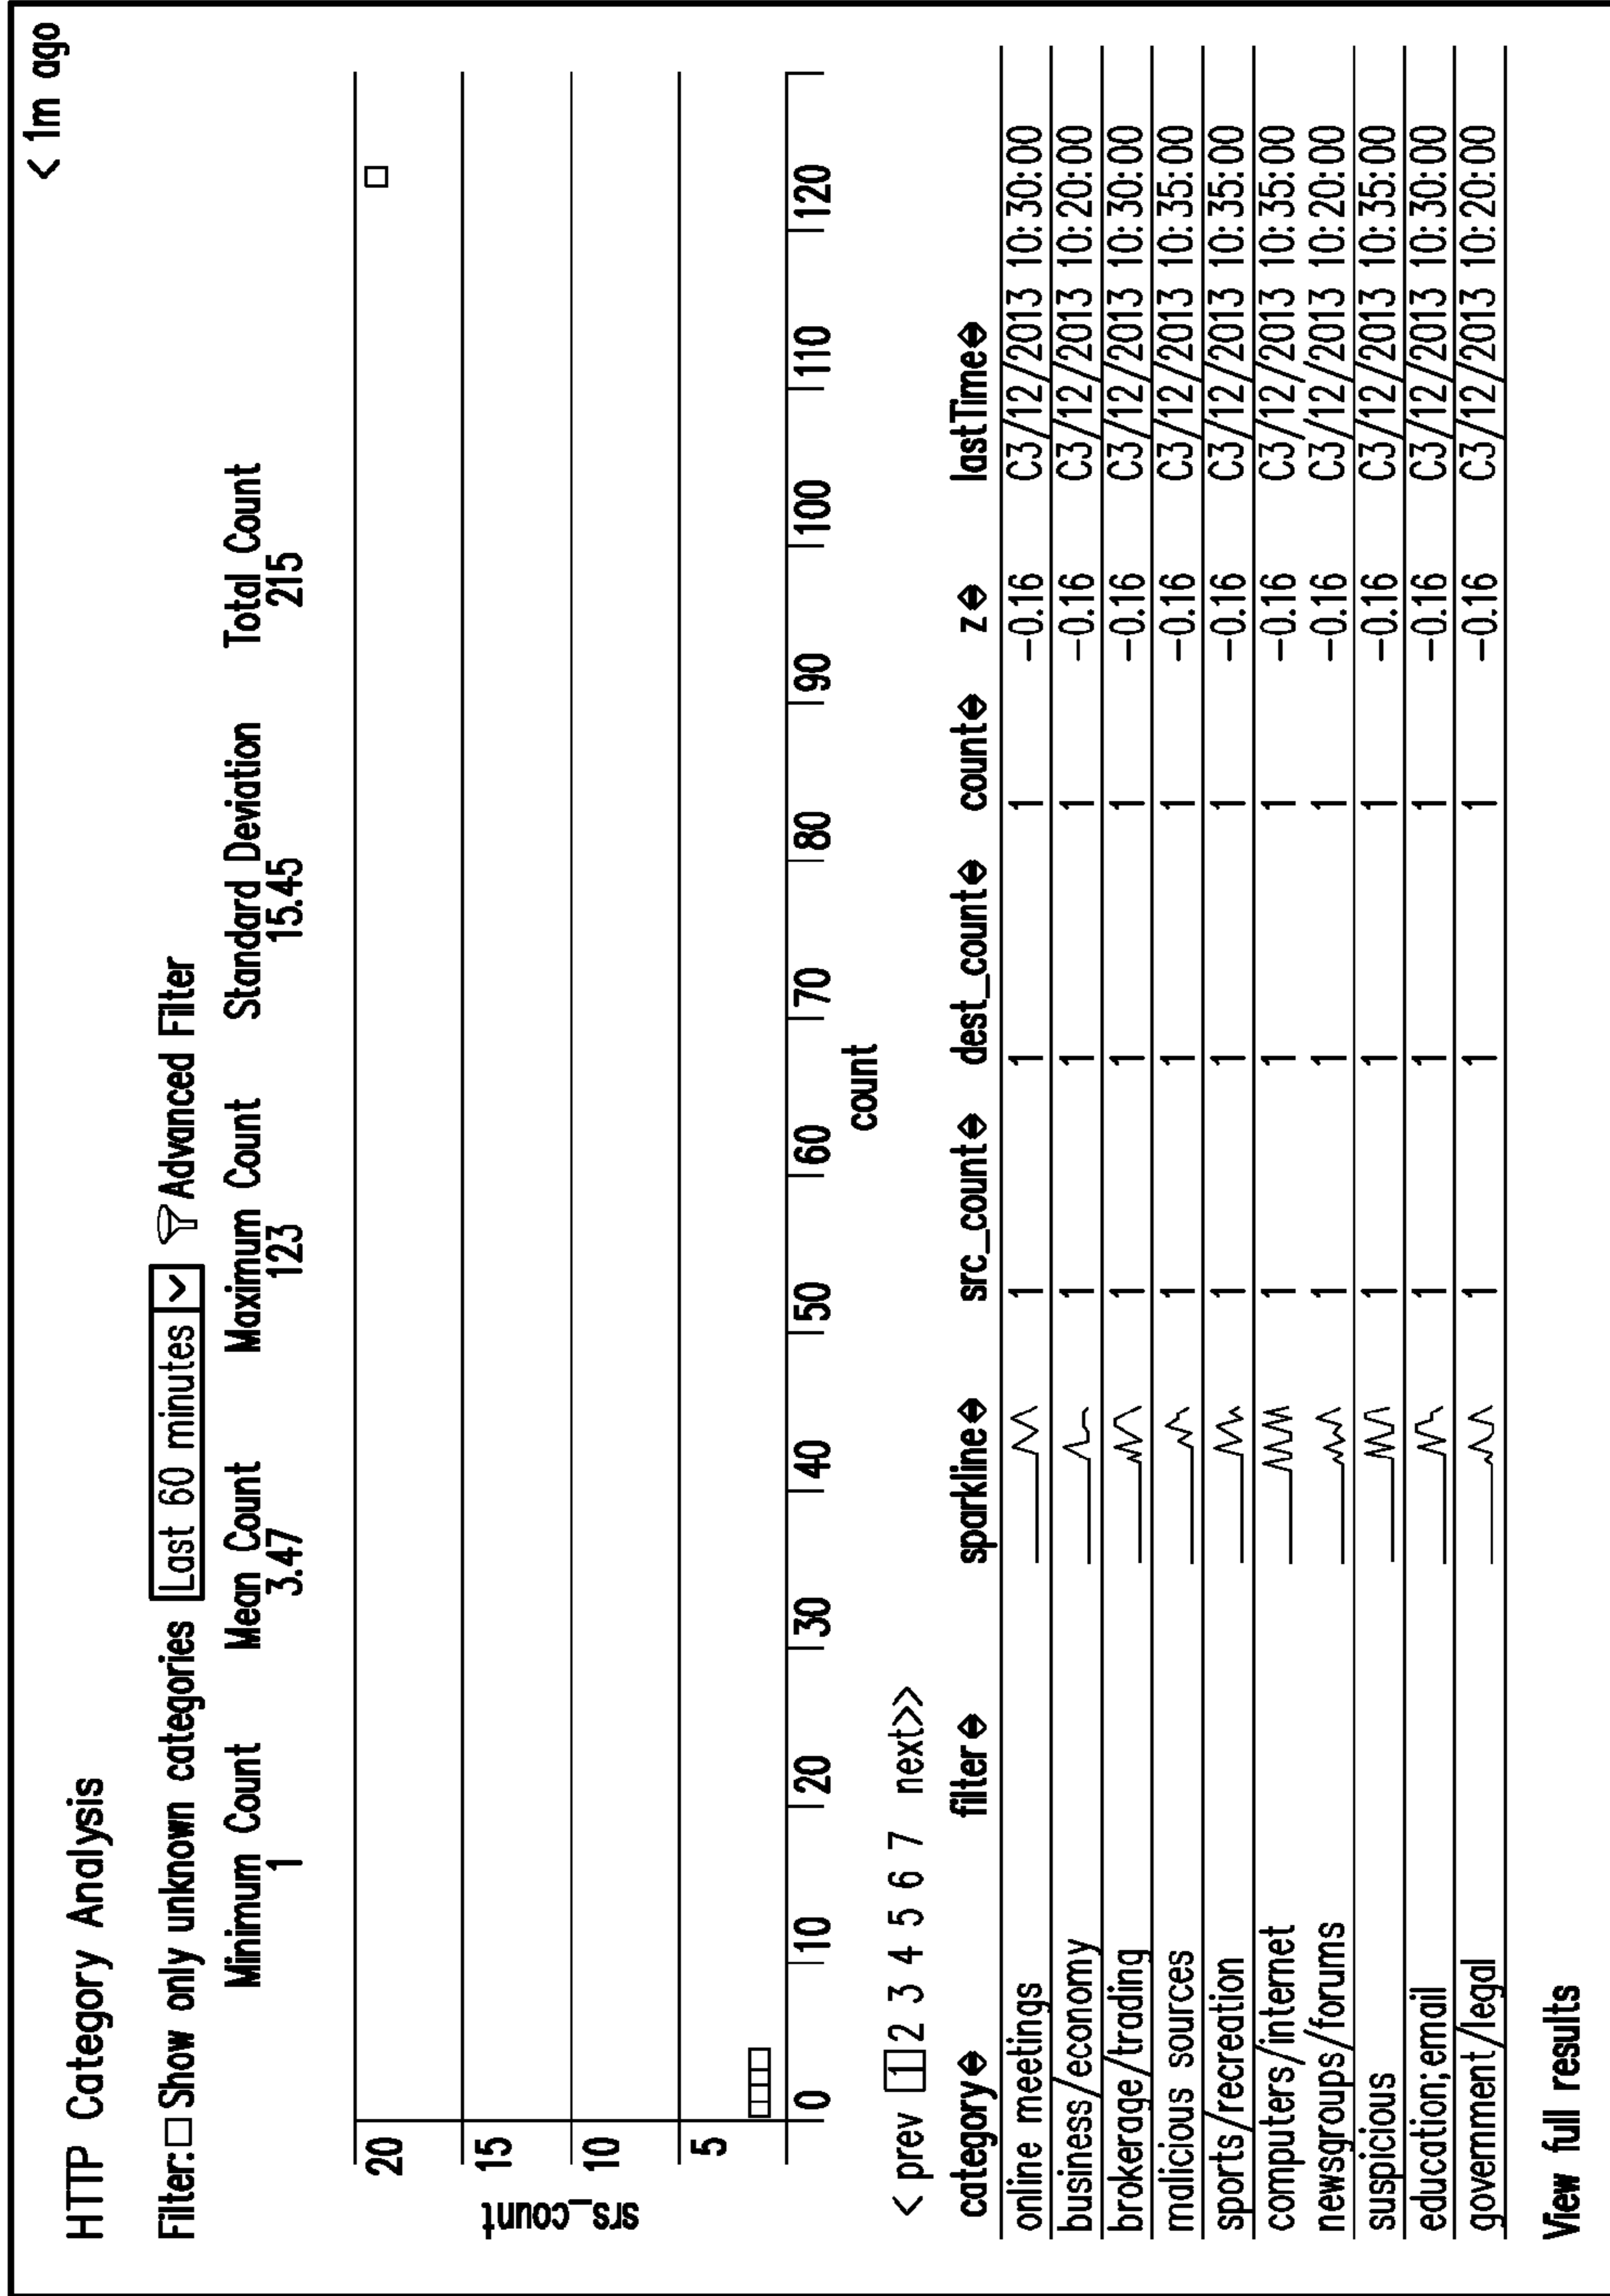 < 1m ago
HTTP Category Analysis
Filter: Show only unknown categories Last 60 minutes Advanced Filter
Minimum Count Mean Count Maximum Count Standard Deviation Total Count
1 3.47 123 15.45 215
20
15
10
5
srs_count
0 10 20 30 40 50 60 70 80 90 100 110 120
count
< prev 1 2 3 4 5 6 7 next>>
category filter sparkline src_count dest_count count z lastTime
online meetings 1 1 1 -0.16 C3/12/2013 10:30:00
business/economy 1 1 1 -0.16 C3/12/2013 10:20:00
brokerage/trading 1 1 1 -0.16 C3/12/2013 10:30:00
malicious sources 1 1 1 -0.16 C3/12/2013 10:35:00
sports/recreation 1 1 1 -0.16 C3/12/2013 10:35:00
computers/internet 1 1 1 -0.16 C3/12/2013 10:35:00
newsgroups/forums 1 1 1 -0.16 C3/12/2013 10:20:00
suspicious 1 1 1 -0.16 C3/12/2013 10:35:00
education;email 1 1 1 -0.16 C3/12/2013 10:30:00
government/legal 1 1 1 -0.16 C3/12/2013 10:20:00
View full results